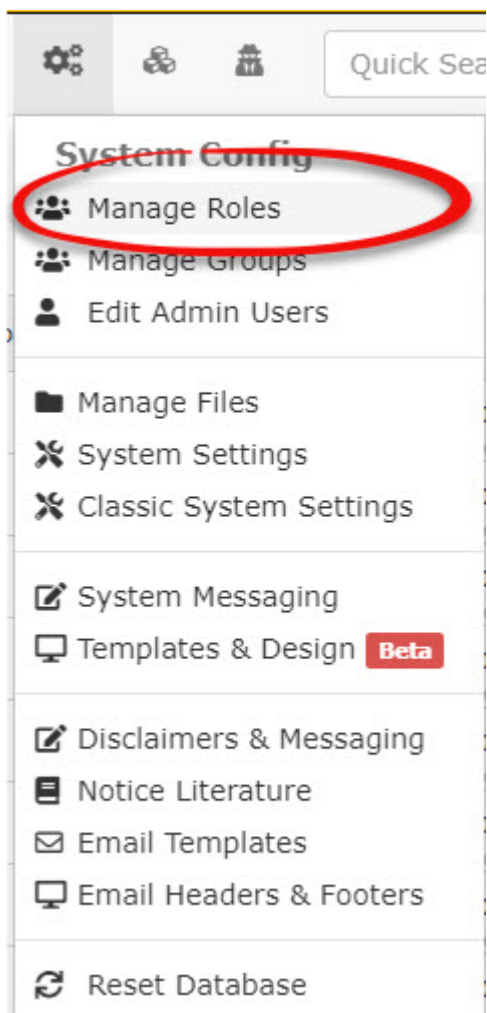 Quick Sea
System Config
Manage Roles
Manage Groups
Edit Admin Users
Manage Files
System Settings
Classic System Settings
System Messaging
Templates & Design Beta
Disclaimers & Messaging
Notice Literature
Email Templates
Email Headers & Footers
Reset Database